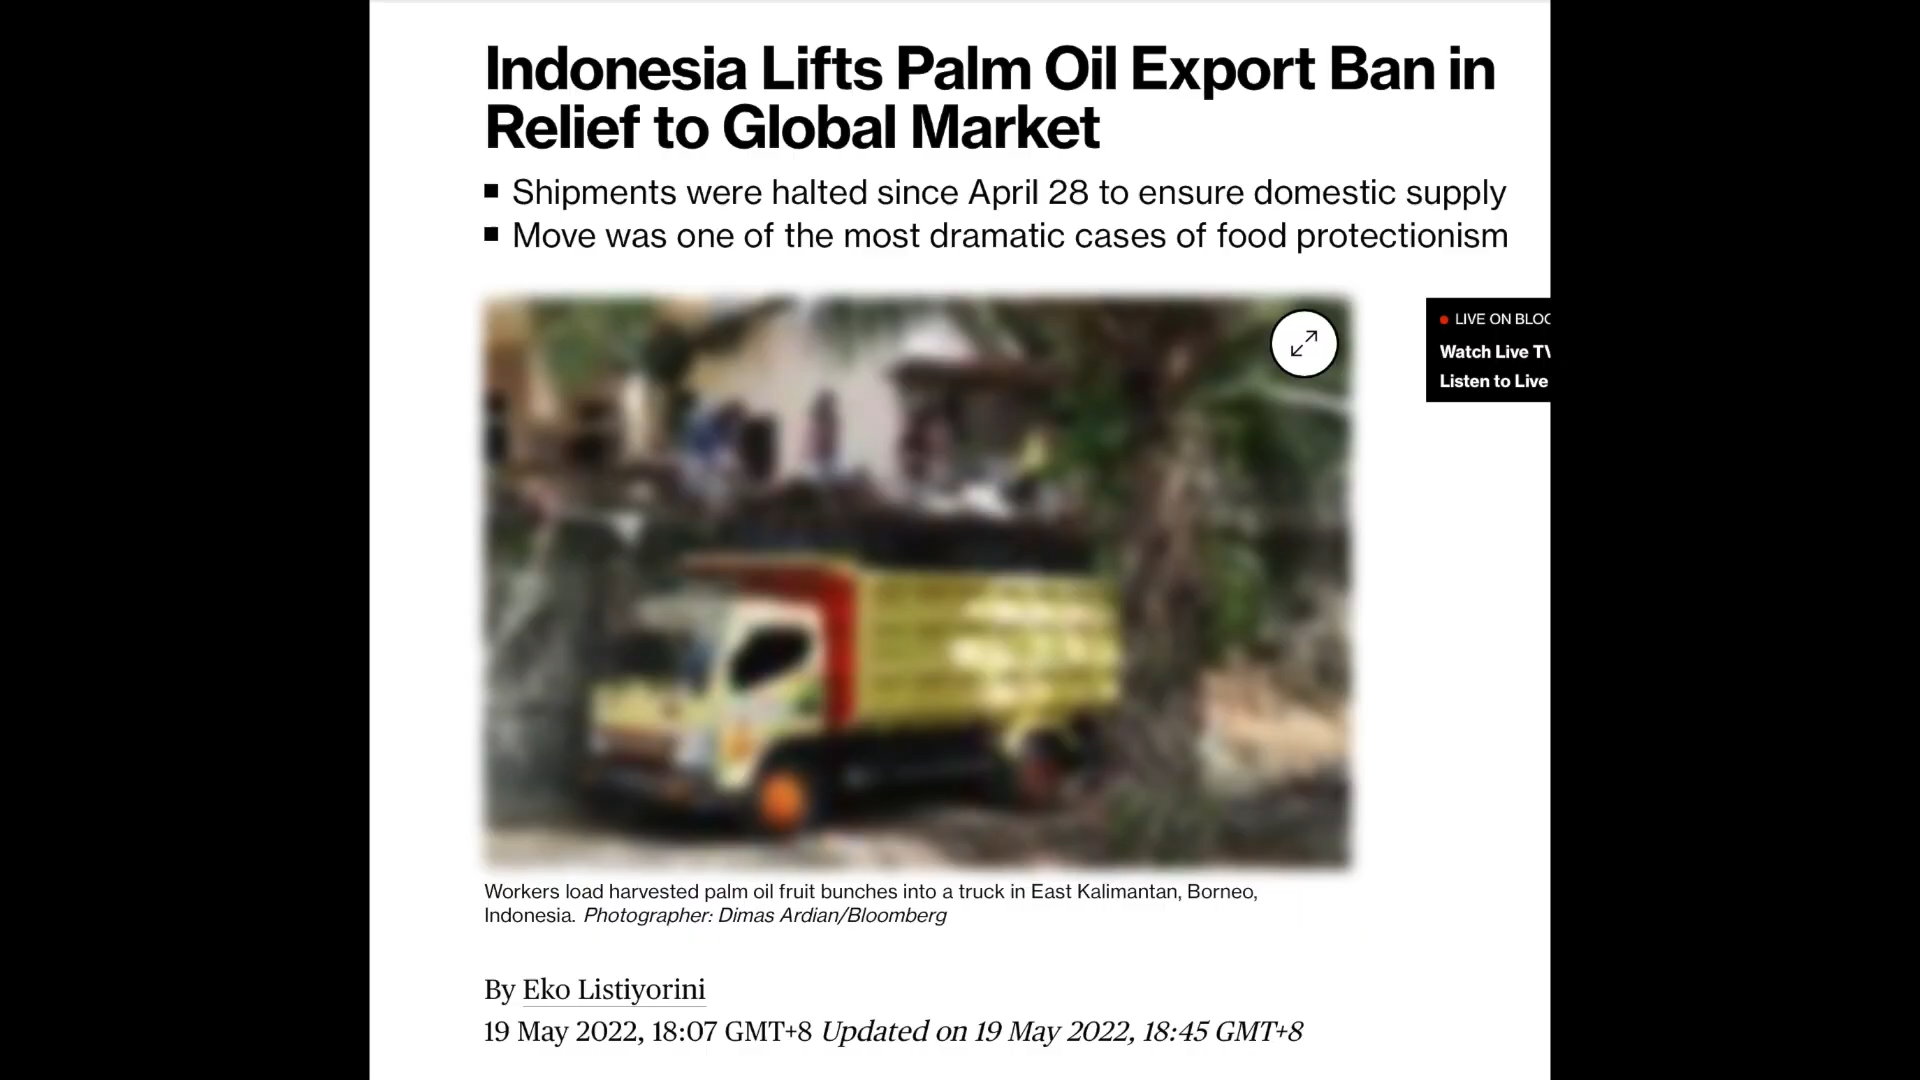 Indonesia Lifts Palm Oil Export Ban in
Relief to Global Market
■ Shipments were halted since April 28 to ensure domestic supply
■ Move was one of the most dramatic cases of food protectionism
LIVE ON BLOO
Watch Live TV
Listen to Live
Workers load harvested palm oil fruit bunches into a truck in East Kalimantan, Borneo,
Indonesia. Photographer: Dimas Ardian/Bloomberg
By Eko Listiyorini
19 May 2022, 18:07 GMT+8 Updated on 19 May 2022, 18:45 GMT+8